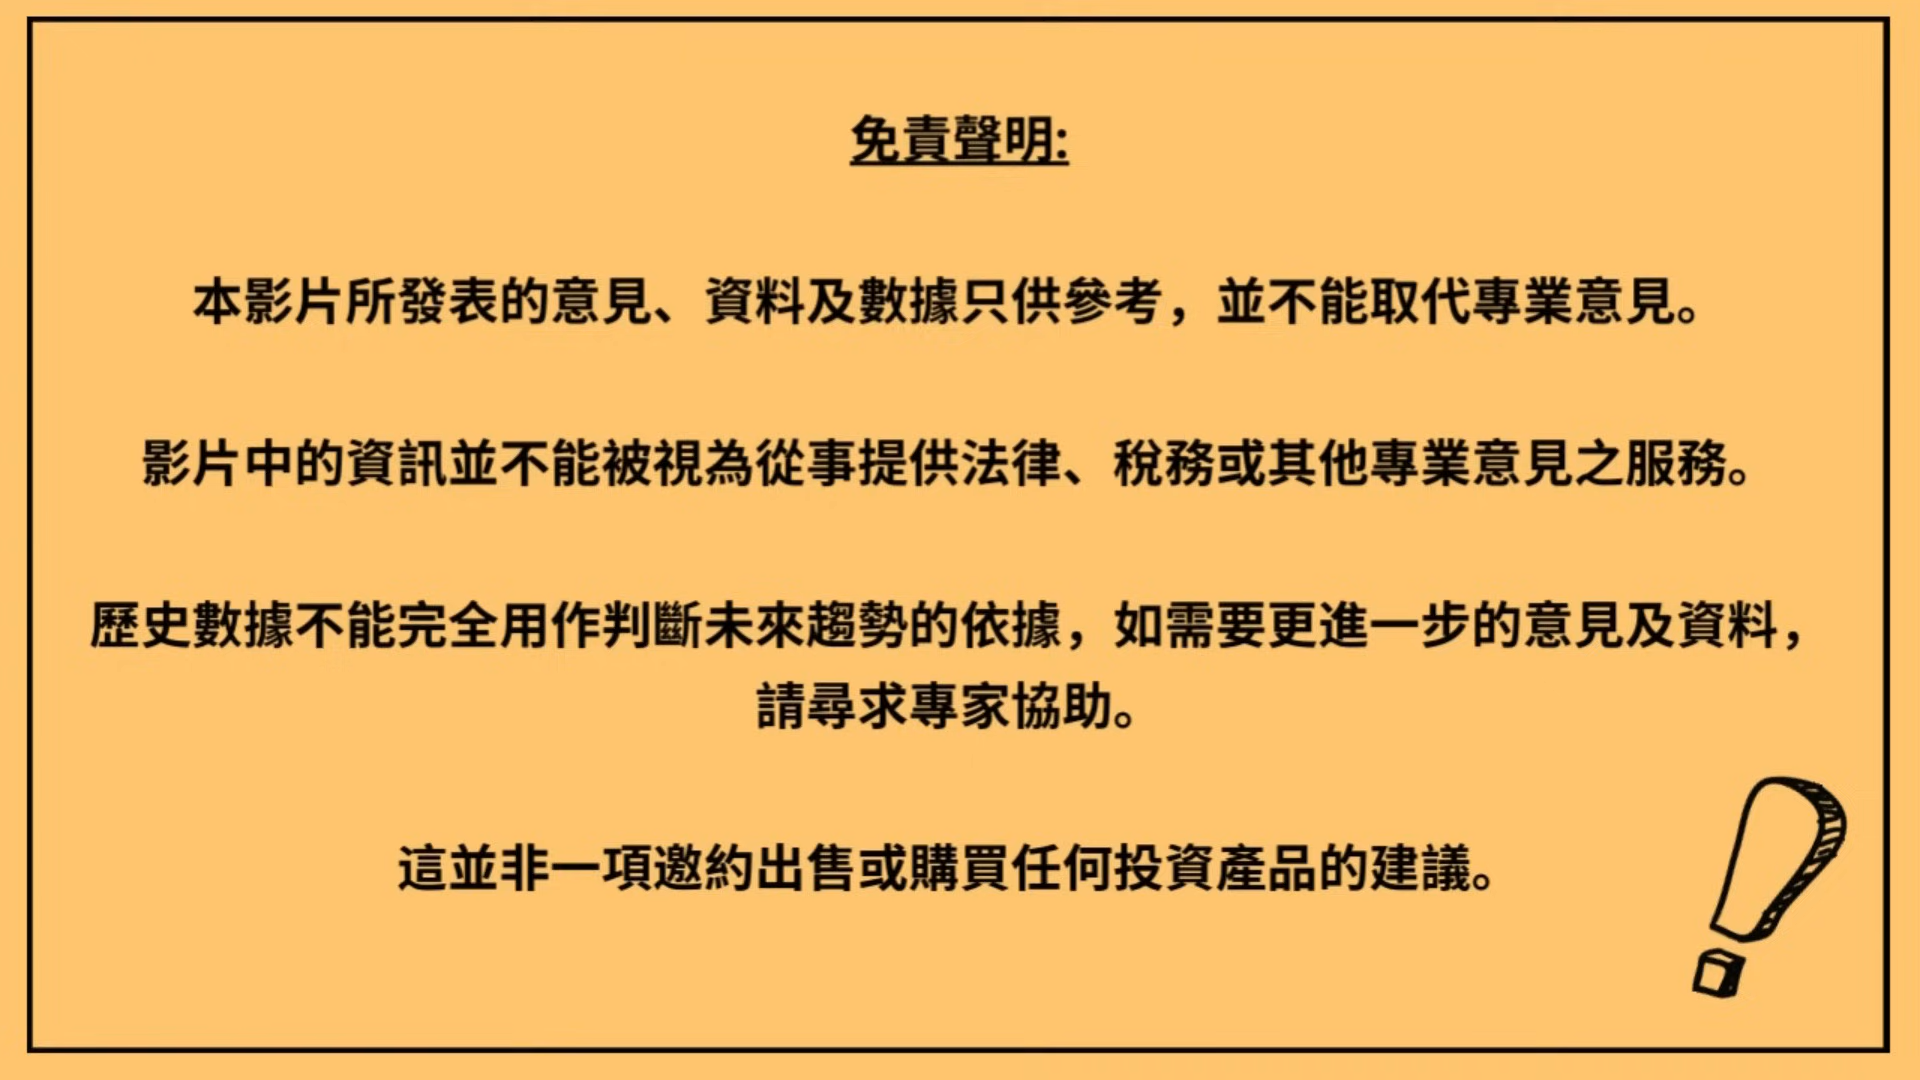 免責聲明:
本影片所發表的意見、資料及數據只供參考，並不能取代專業意見。
影片中的資訊並不能被視為從事提供法律、稅務或其他專業意見之服務。
歷史數據不能完全用作判斷未來趨勢的依據，如需要更進一步的意見及資料，
請尋求專家協助。
這並非一項邀約出售或購買任何投資產品的建議。